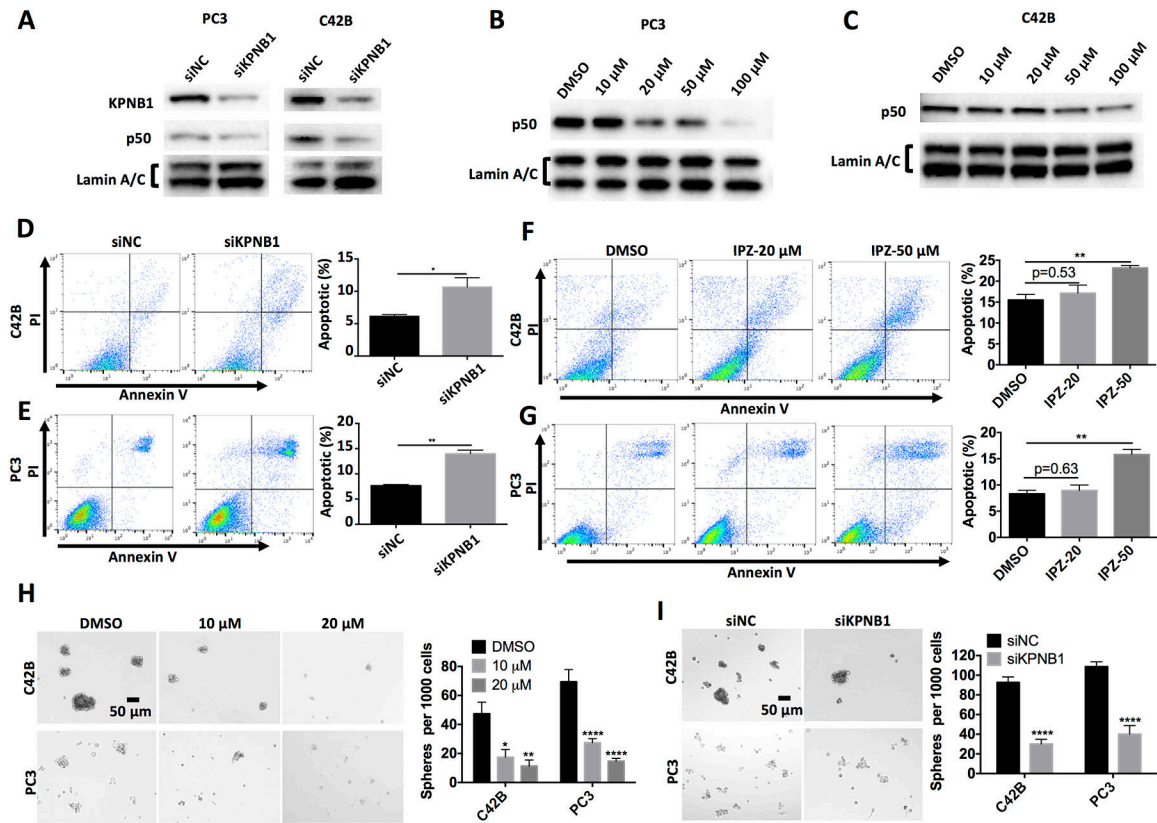 A
PC3
C42B
siNC
siKPNB1
siNC
siKPNB1
KPNB1
p50
Lamin A/C
B
PC3
DMSO
10 μM
20 μM
50 μM
100 μM
p50
Lamin A/C
C
C42B
DMSO
10 μM
20 μM
50 μM
100 μM
p50
Lamin A/C
D
siNC
siKPNB1
C42B
PI
Annexin V
Apoptotic (%)
15
10
5
0
*
siNC
siKPNB1
E
PC3
PI
Annexin V
Apoptotic (%)
20
15
10
5
0
**
siNC
siKPNB1
F
DMSO
IPZ-20 μM
IPZ-50 μM
C42B
PI
Annexin V
Apoptotic (%)
25
20
15
10
5
0
**
p=0.53
DMSO
IPZ-20
IPZ-50
G
PC3
PI
Annexin V
Apoptotic (%)
20
15
10
5
0
**
p=0.63
DMSO
IPZ-20
IPZ-50
H
DMSO
10 μM
20 μM
C42B
50 μm
PC3
Spheres per 1000 cells
80
60
40
20
0
DMSO
10 μM
20 μM
*
**
****
****
C42B
PC3
I
siNC
siKPNB1
C42B
50 μm
PC3
Spheres per 1000 cells
120
100
80
60
40
20
0
siNC
siKPNB1
****
****
C42B
PC3